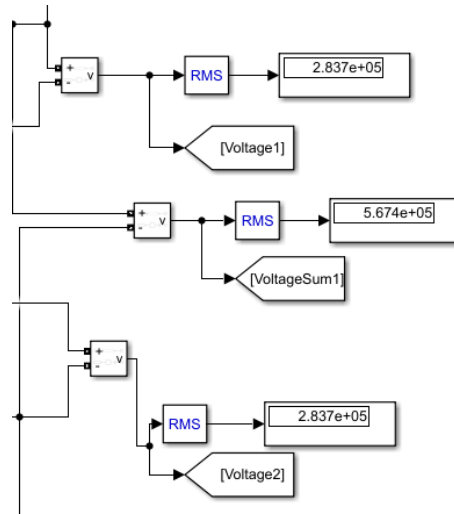 +
-
v
RMS
2.837e+05
[Voltage1]
+
-
v
RMS
5.674e+05
[VoltageSum1]
+
-
v
RMS
2.837e+05
[Voltage2]